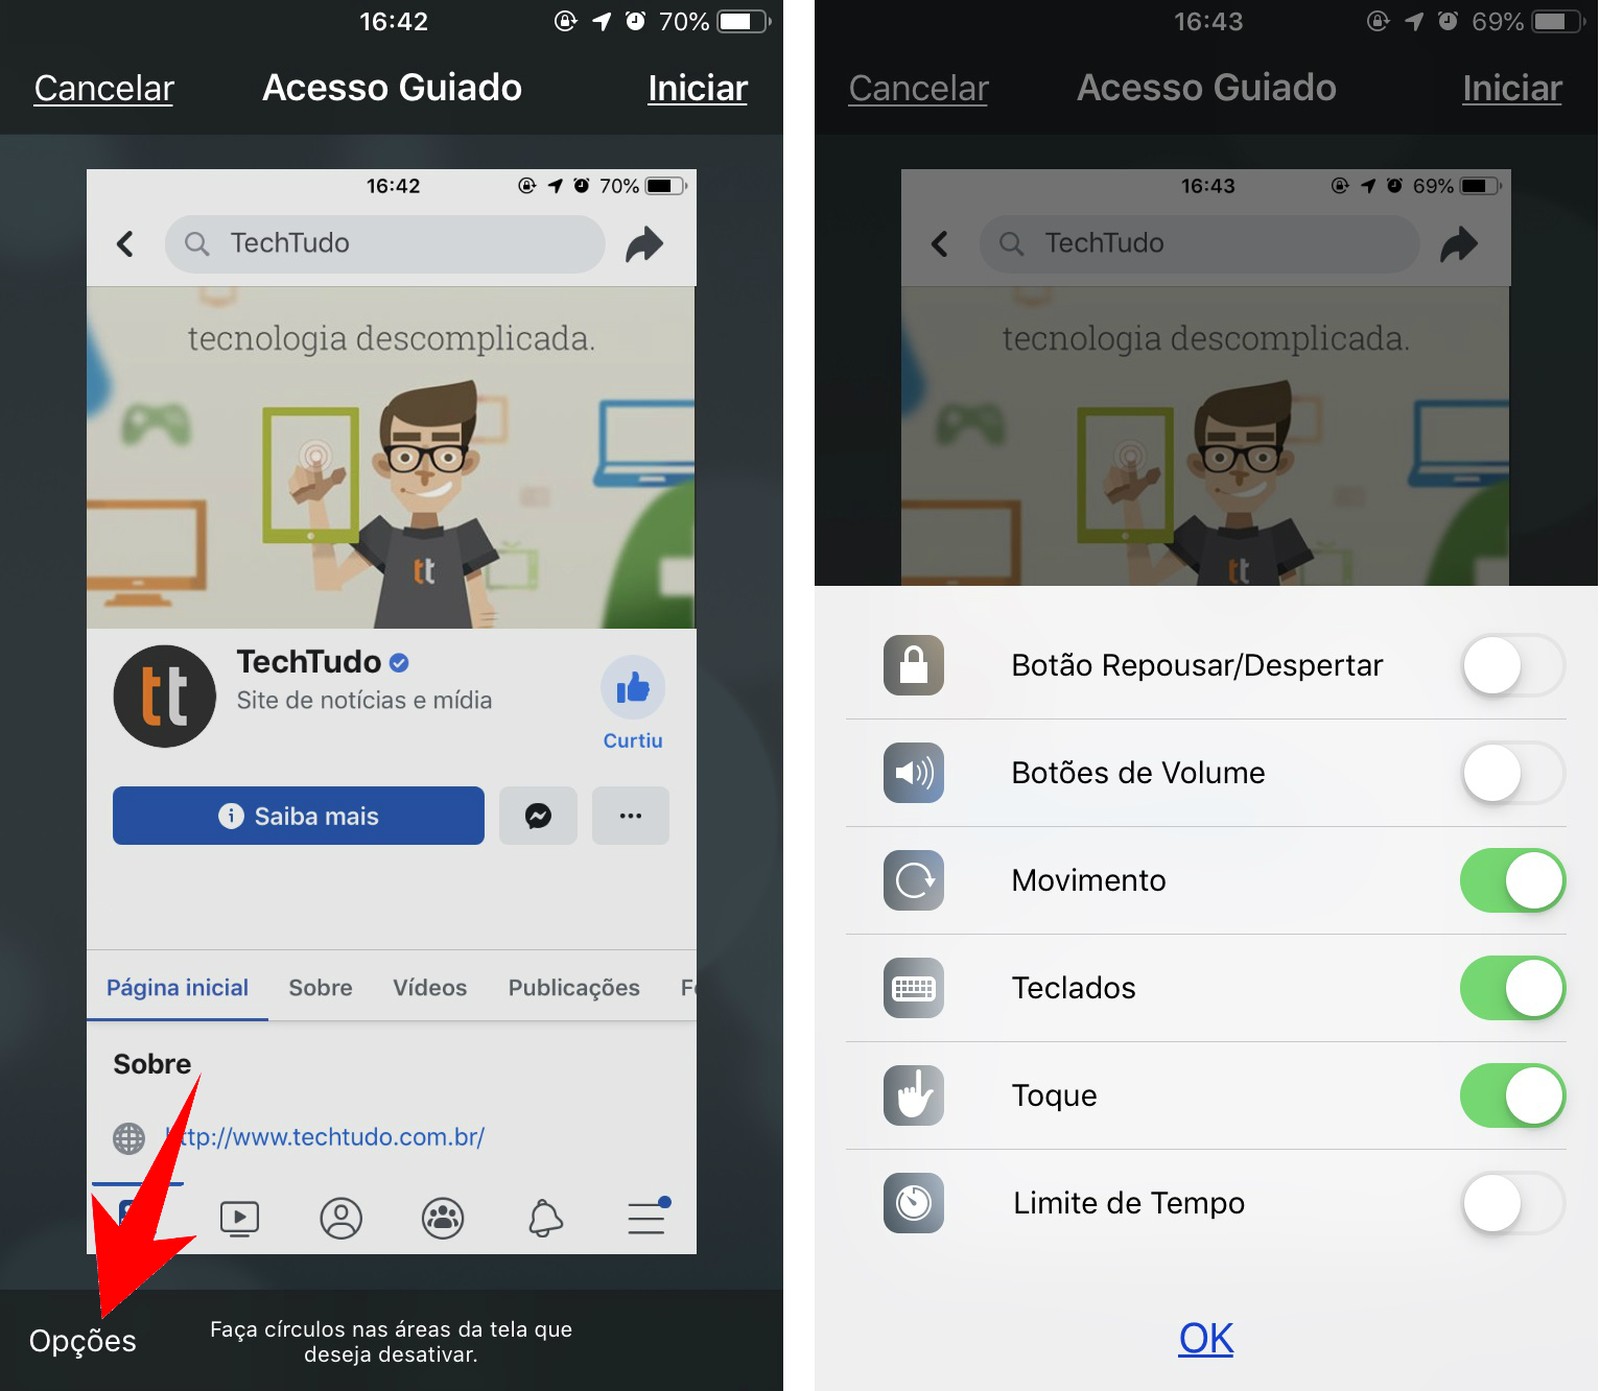 16:42
70%
Cancelar
Acesso Guiado
Iniciar
16:42
70%
TechTudo
tecnologia descomplicada.
tt
tt
TechTudo
Site de notícias e mídia
Curtiu
Saiba mais
Página inicial
Sobre
Vídeos
Publicações
Sobre
http://www.techtudo.com.br/
Opções
Faça círculos nas áreas da tela que
deseja desativar.
16:43
69%
Cancelar
Acesso Guiado
Iniciar
16:43
69%
TechTudo
tecnologia descomplicada.
tt
Botão Repousar/Despertar
Botões de Volume
Movimento
Teclados
Toque
Limite de Tempo
OK